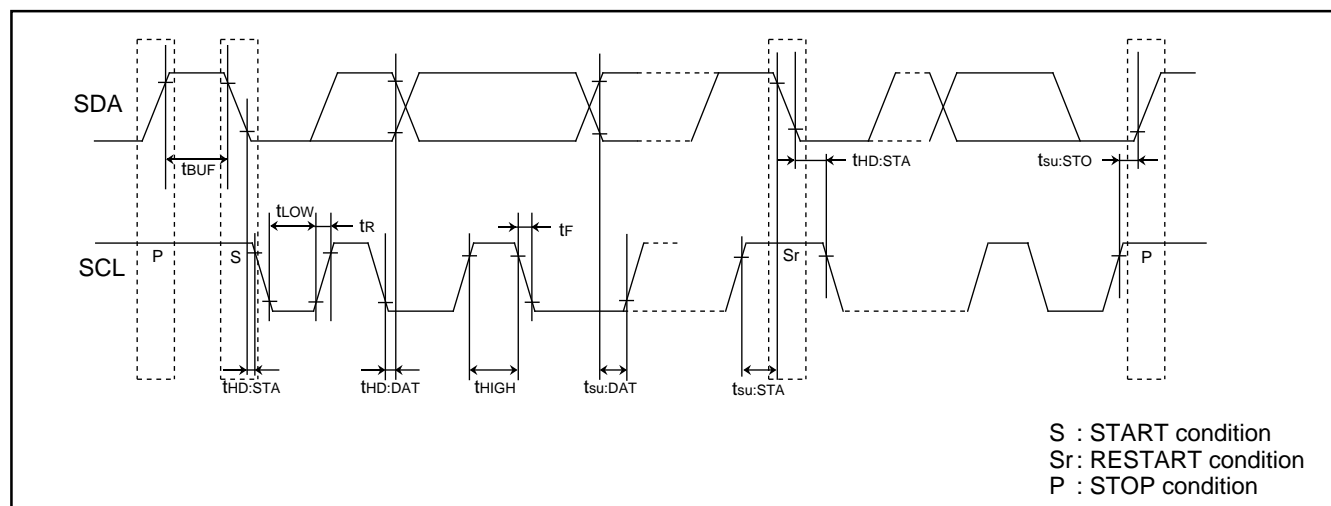 SDA
tBUF
tHD:STA
tsu:STO
tLOW
tR
tF
SCL
P
S
Sr
P
tHD:STA
tHD:DAT
tHIGH
tsu:DAT
tsu:STA
S : START condition
Sr: RESTART condition
P : STOP condition